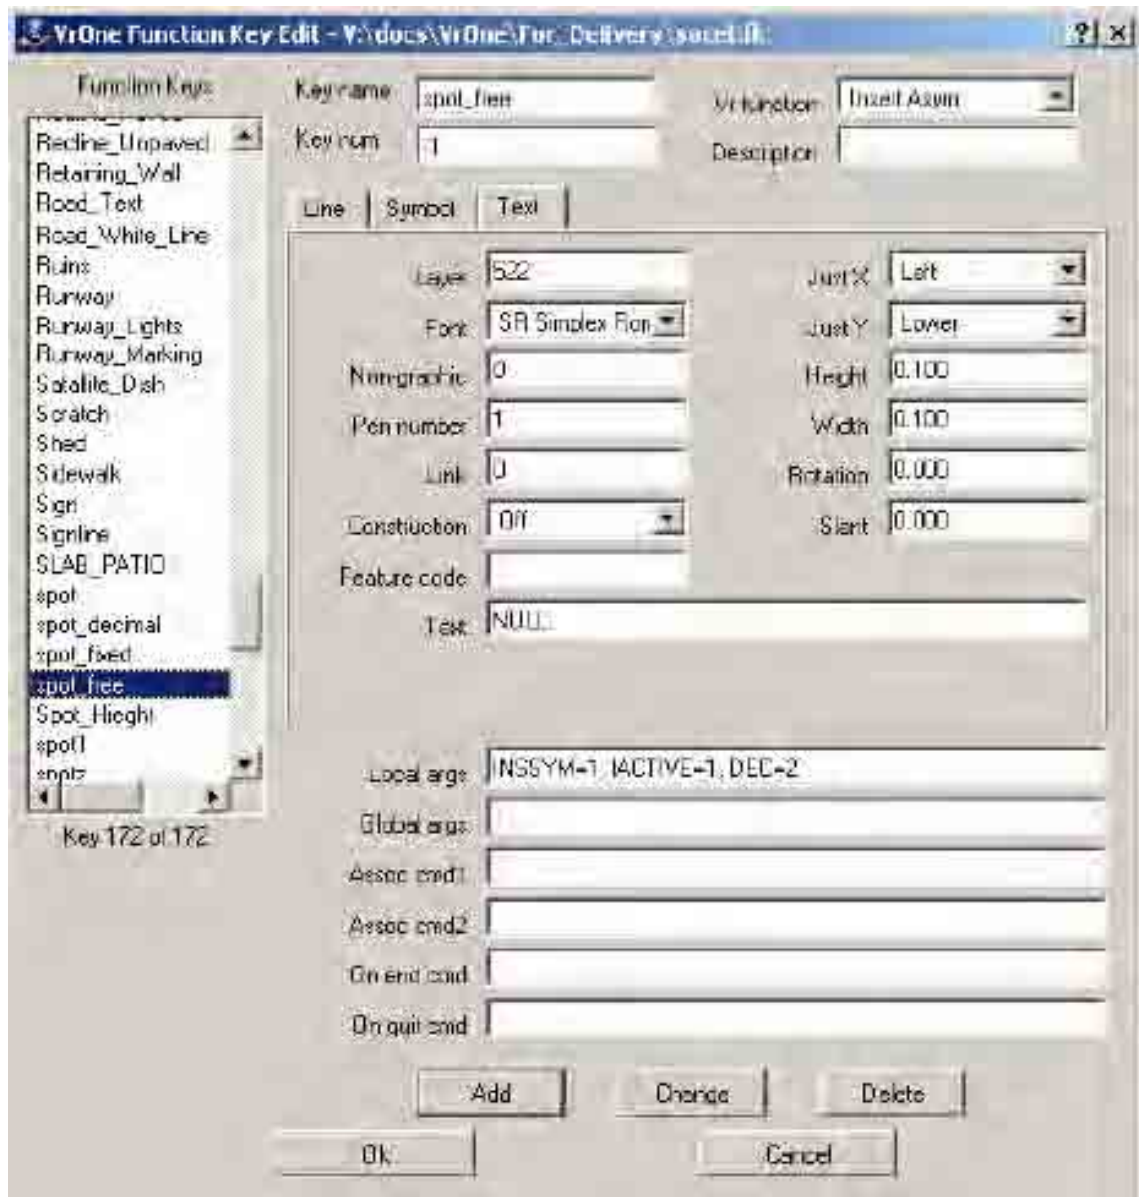 VrOne Function Key Edit - V:\docs\VrOne\For_Delivery\socet.fk
Function Keys
Redline_Unpaved
Retaining_Wall
Road_Text
Road_White_Line
Ruins
Runway
Runway_Lights
Runway_Marking
Satalite_Dish
Scratch
Shed
Sidewalk
Sign
Signline
SLAB_PATIO
spot
spot_decimal
spot_fixed
spot_free
Spot_Hieght
spot1
spotz
Key 172 of 172
Key name spot_free
Key num -1
Vr function Insert Asym
Description
Line Symbol Text
Layer 522
Font SR Simplex Rom
Non-graphic 0
Pen number 1
Link 0
Construction Off
Feature code
Text NULL
Just X Left
Just Y Lower
Height 0.100
Width 0.100
Rotation 0.000
Slant 0.000
Local args INSSYM=1, IACTIVE=1, DEC=2
Global args
Assoc cmd1
Assoc cmd2
On end cmd
On quit cmd
Add Change Delete
Ok Cancel